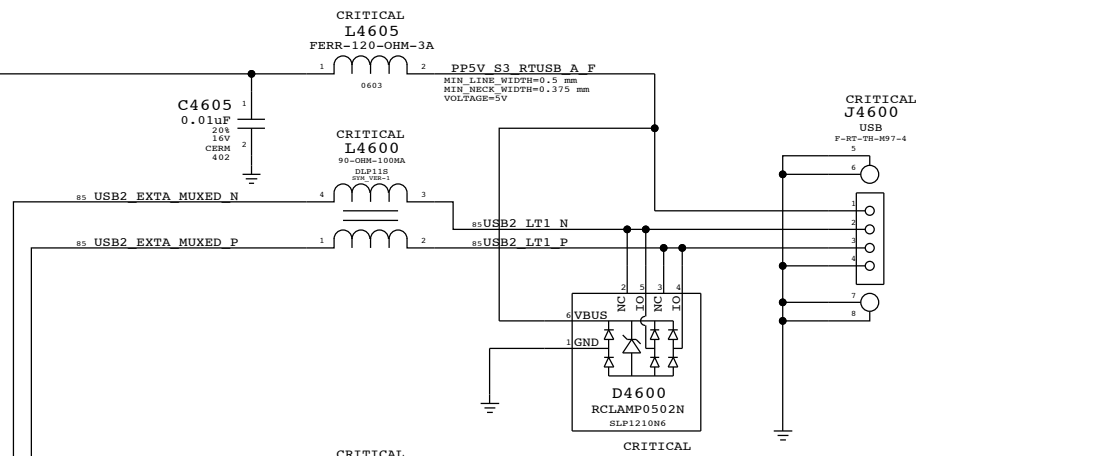 CRITICAL
L4605
FERR-120-OHM-3A
1
2
PP5V_S3_RTUSB_A_F
MIN_LINE_WIDTH=0.5 mm
MIN_NECK_WIDTH=0.375 mm
VOLTAGE=5V
0603
C4605
1
0.01uF
20%
16V
CERM
402
2
CRITICAL
L4600
90-OHM-100MA
DLP11S
SYM_VER-1
4
3
85 USB2_EXTA_MUXED_N
85 USB2_LT1_N
85 USB2_EXTA_MUXED_P
1
2
85 USB2_LT1_P
CRITICAL
J4600
USB
F-RT-TH-M97-4
5
6
1
2
3
4
7
8
2
5
3
4
NC
IO
NC
IO
6
VBUS
1
GND
D4600
RCLAMP0502N
SLP1210N6
CRITICAL
CRITICAL